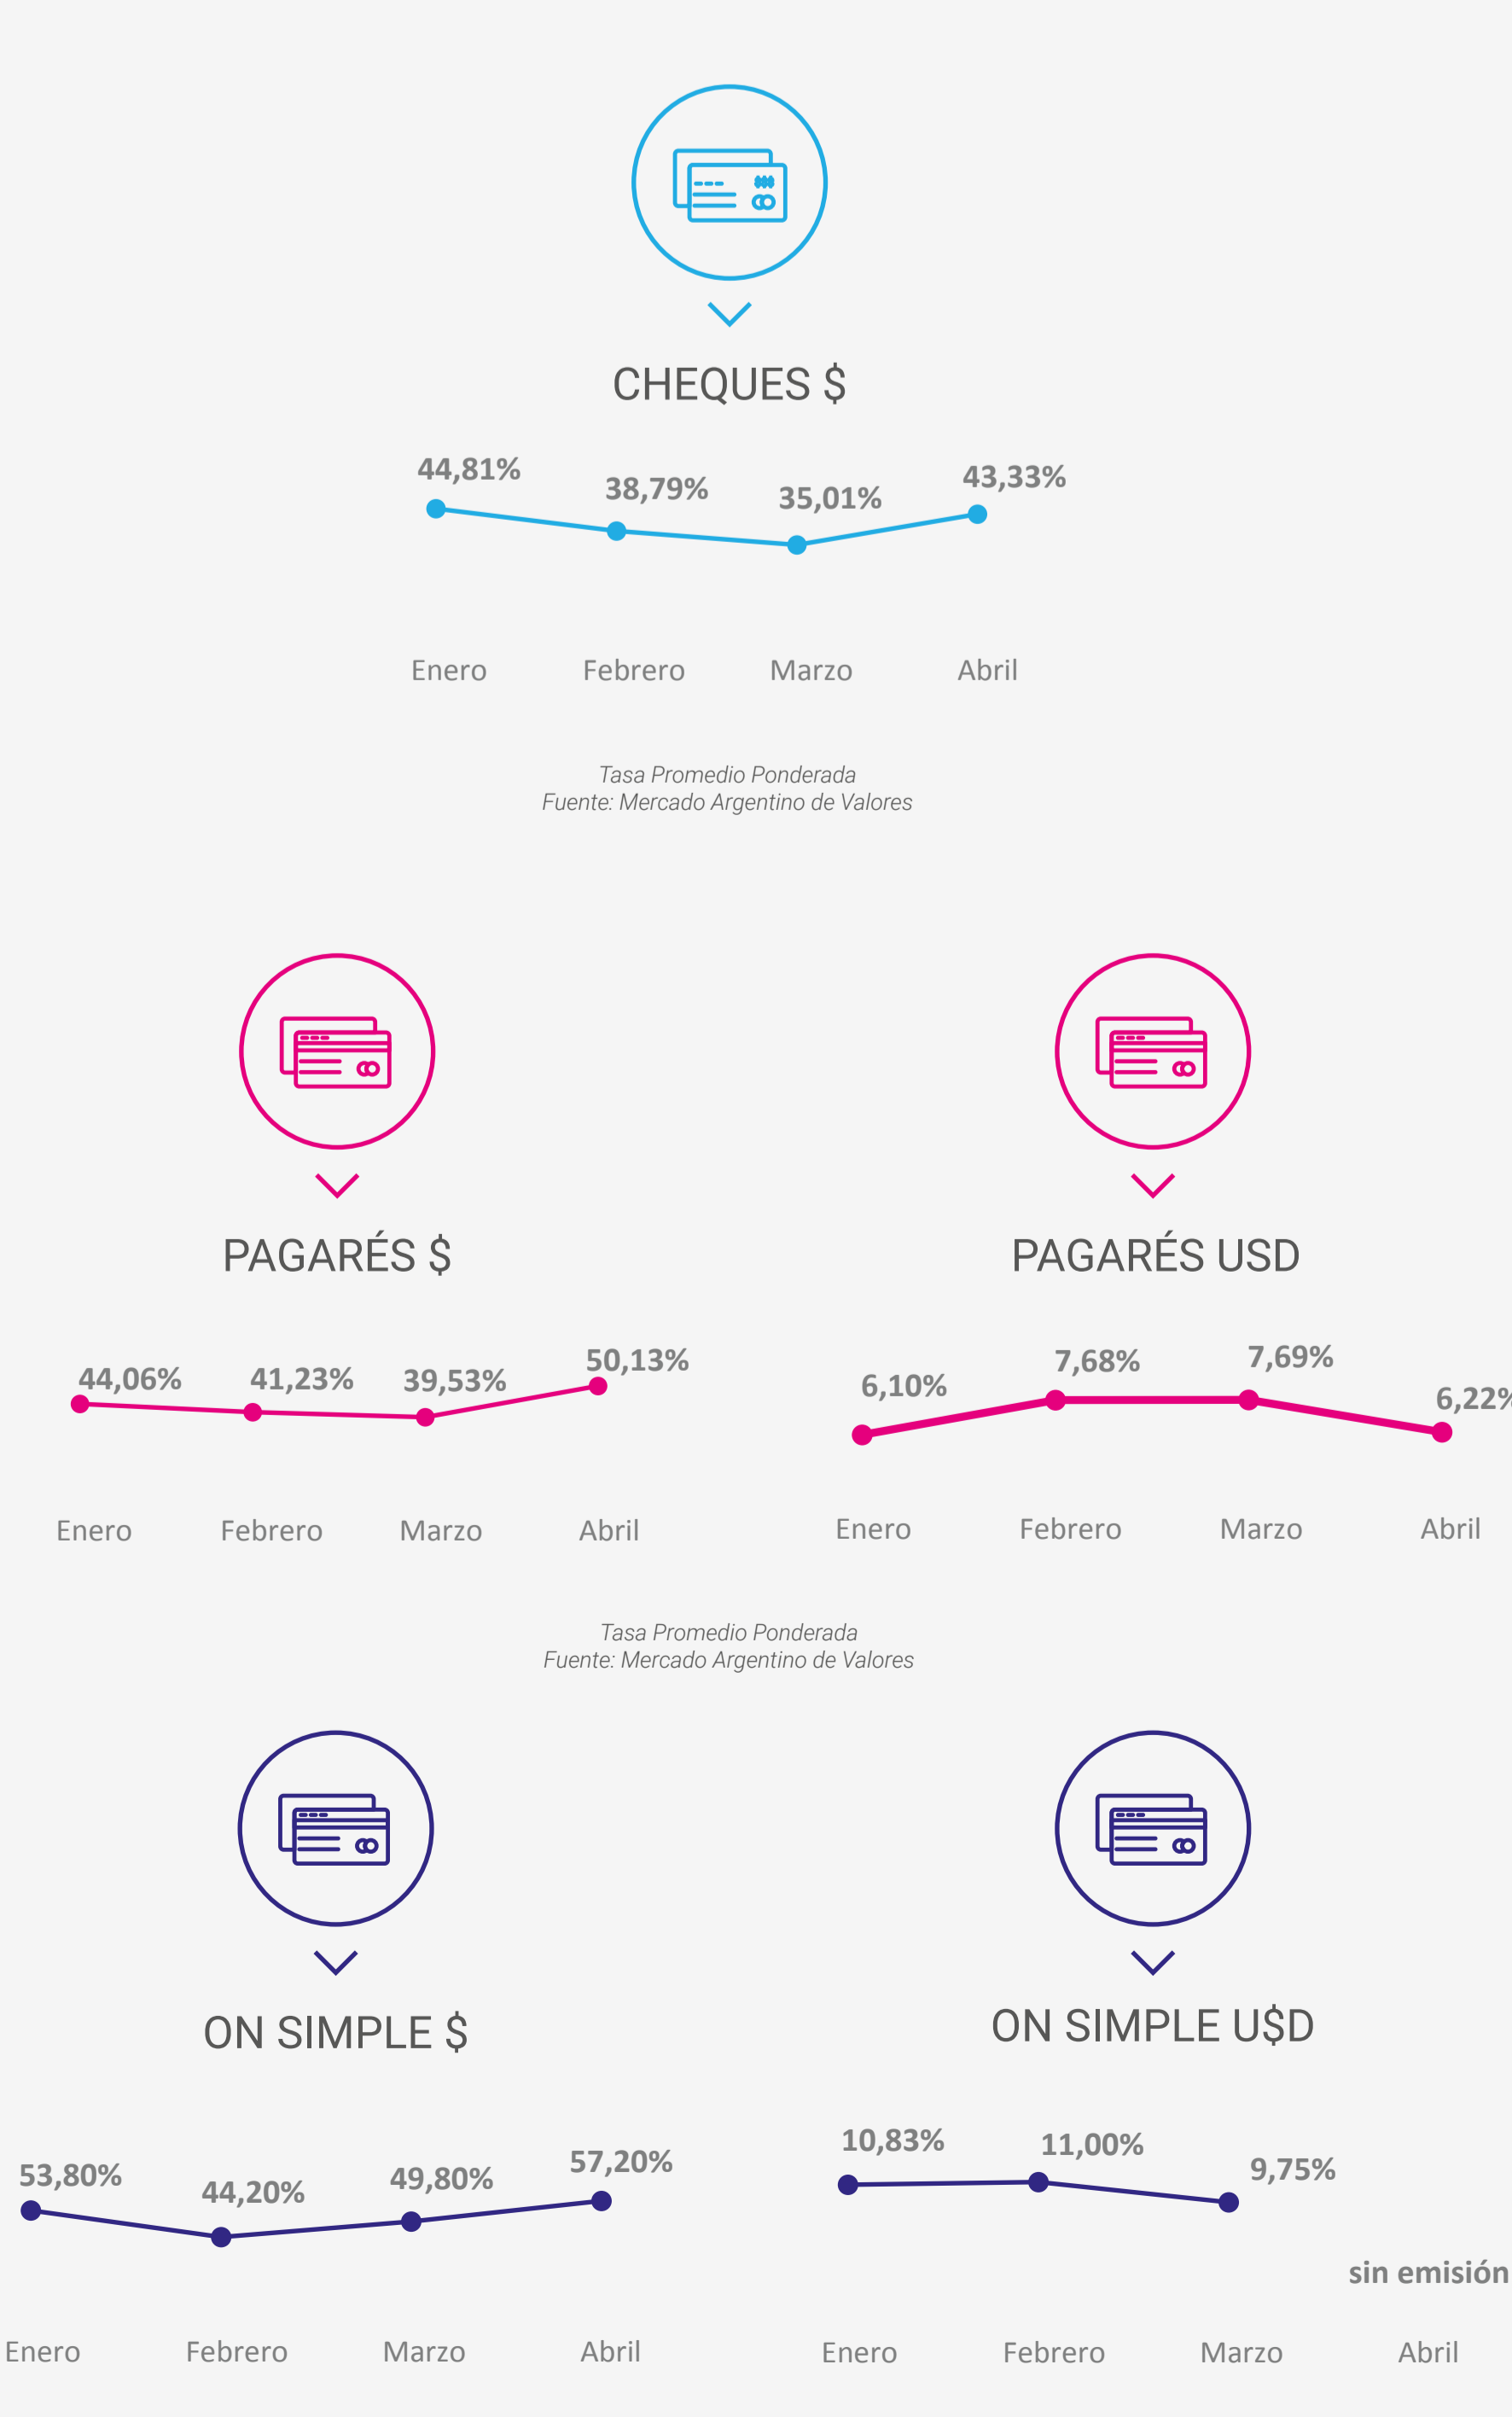 CHEQUES $
44,81% 38,79% 35,01% 43,33%
Enero Febrero Marzo Abril
Tasa Promedio Ponderada
Fuente: Mercado Argentino de Valores
PAGARÉS $
44,06% 41,23% 39,53% 50,13%
Enero Febrero Marzo Abril
PAGARÉS USD
6,10% 7,68% 7,69% 6,22%
Enero Febrero Marzo Abril
Tasa Promedio Ponderada
Fuente: Mercado Argentino de Valores
ON SIMPLE $
53,80% 44,20% 49,80% 57,20%
Enero Febrero Marzo Abril
ON SIMPLE U$D
10,83% 11,00% 9,75%
sin emisión
Enero Febrero Marzo Abril